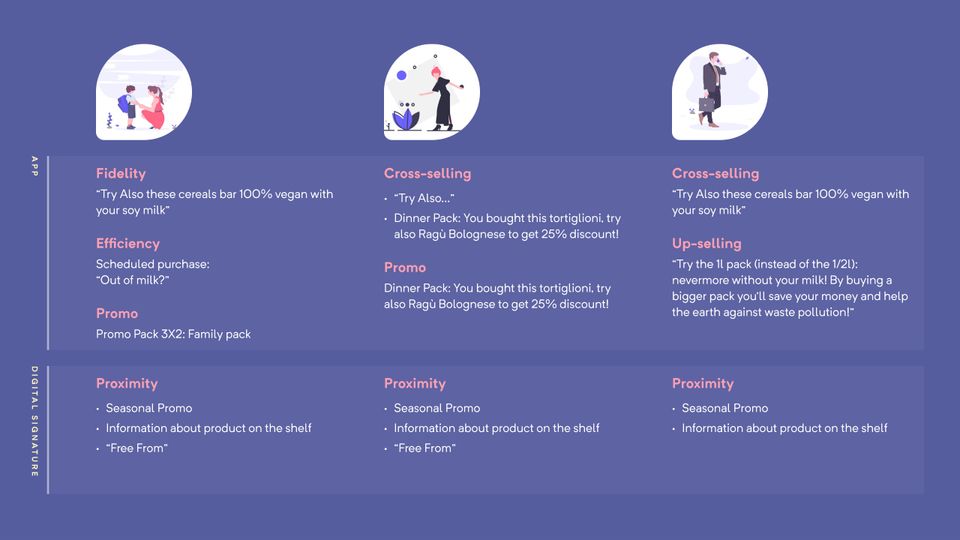 APP
Fidelity
“Try Also these cereals bar 100% vegan with
your soy milk”
Efficiency
Scheduled purchase:
“Out of milk?”
Promo
Promo Pack 3X2: Family pack
Cross-selling
• “Try Also...”
• Dinner Pack: You bought this tortiglioni, try
also Ragù Bolognese to get 25% discount!
Promo
Dinner Pack: You bought this tortiglioni, try
also Ragù Bolognese to get 25% discount!
Cross-selling
“Try Also these cereals bar 100% vegan with
your soy milk”
Up-selling
“Try the 1l pack (instead of the 1/2l):
nevermore without your milk! By buying a
bigger pack you’ll save your money and help
the earth against waste pollution!”
DIGITAL SIGNATURE
Proximity
• Seasonal Promo
• Information about product on the shelf
• “Free From”
Proximity
• Seasonal Promo
• Information about product on the shelf
• “Free From”
Proximity
• Seasonal Promo
• Information about product on the shelf